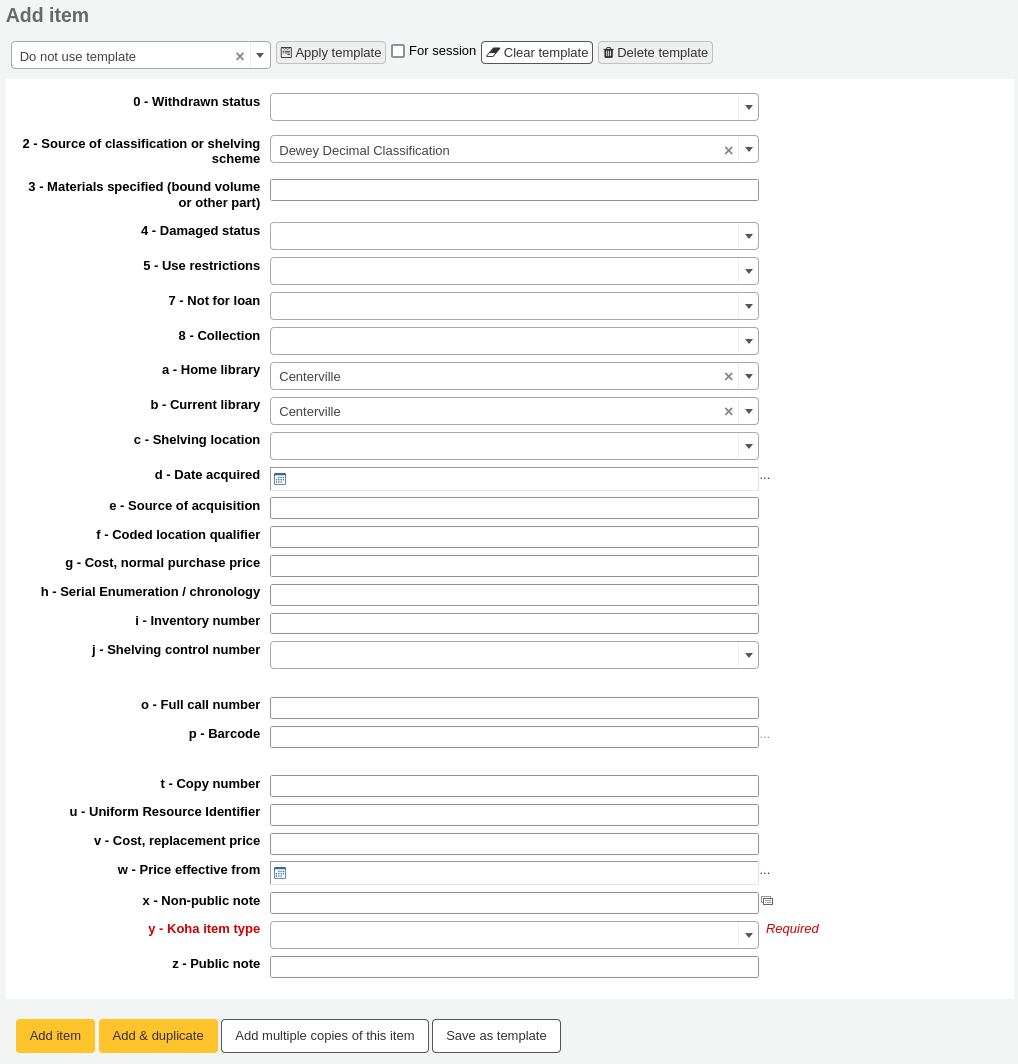 Add item
Do not use template × Apply template For session Clear template Delete template
0 - Withdrawn status
2 - Source of classification or shelving
scheme
Dewey Decimal Classification ×
3 - Materials specified (bound volume
or other part)
4 - Damaged status
5 - Use restrictions
7 - Not for loan
8 - Collection
a - Home library Centerville ×
b - Current library Centerville ×
c - Shelving location
d - Date acquired ...
e - Source of acquisition
f - Coded location qualifier
g - Cost, normal purchase price
h - Serial Enumeration / chronology
i - Inventory number
j - Shelving control number
o - Full call number
p - Barcode ...
t - Copy number
u - Uniform Resource Identifier
v - Cost, replacement price
w - Price effective from ...
x - Non-public note
y - Koha item type Required
z - Public note
Add item Add & duplicate Add multiple copies of this item Save as template